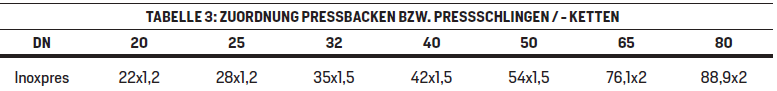 TABELLE 3: ZUORDNUNG PRESSBACKEN BZW. PRESSSCHLINGEN / - KETTEN
DN 20 25 32 40 50 65 80
Inoxpres 22x1,2 28x1,2 35x1,5 42x1,5 54x1,5 76,1x2 88,9x2